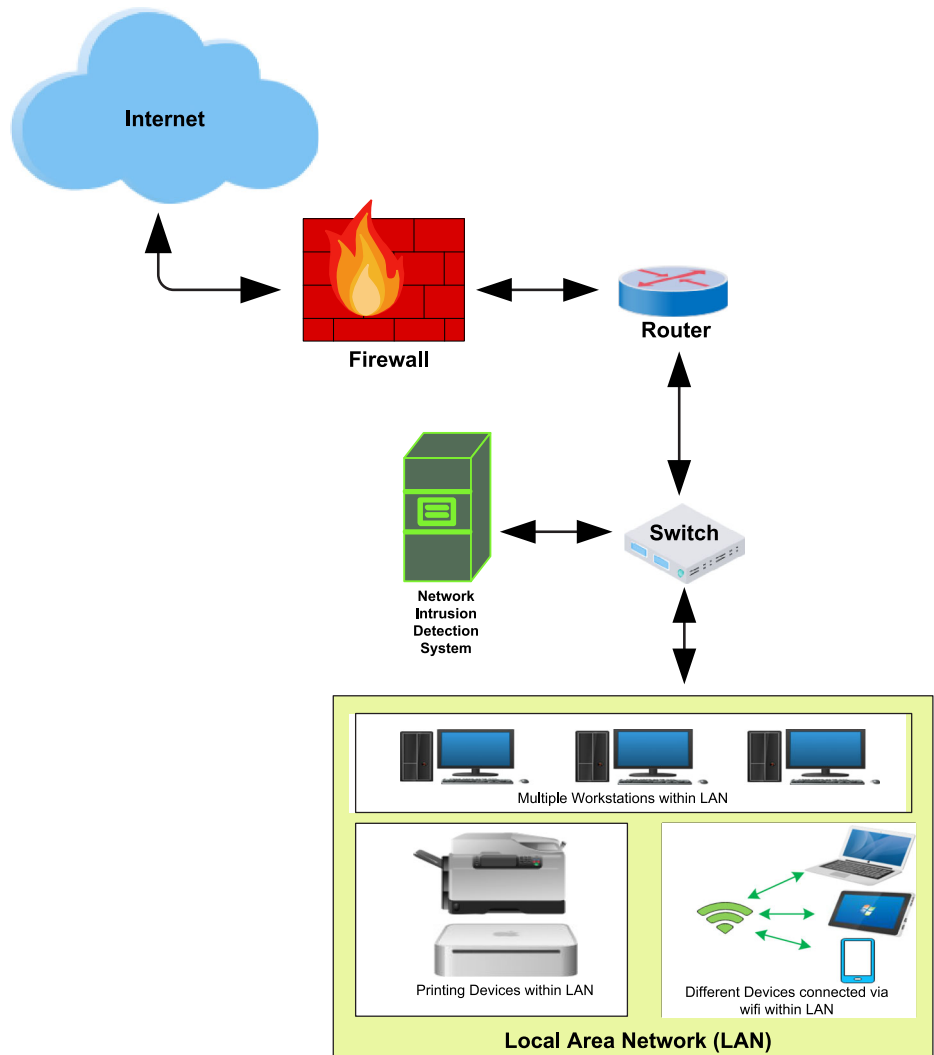 Internet
Firewall
Router
Switch
Network
Intrusion
Detection
System
Multiple Workstations within LAN
Printing Devices within LAN
Different Devices connected via
wifi within LAN
Local Area Network (LAN)